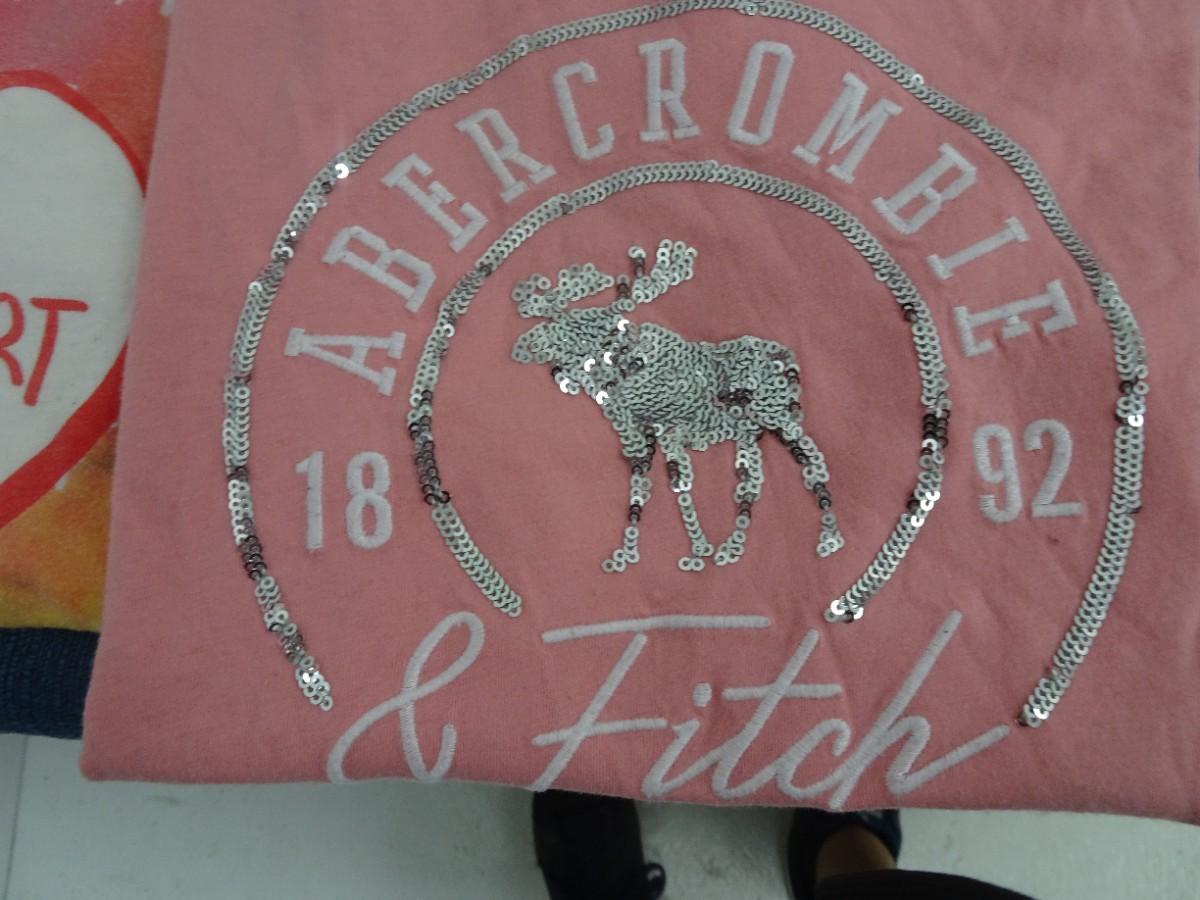 ABERCROMBIE
18 92
& Fitch
RT